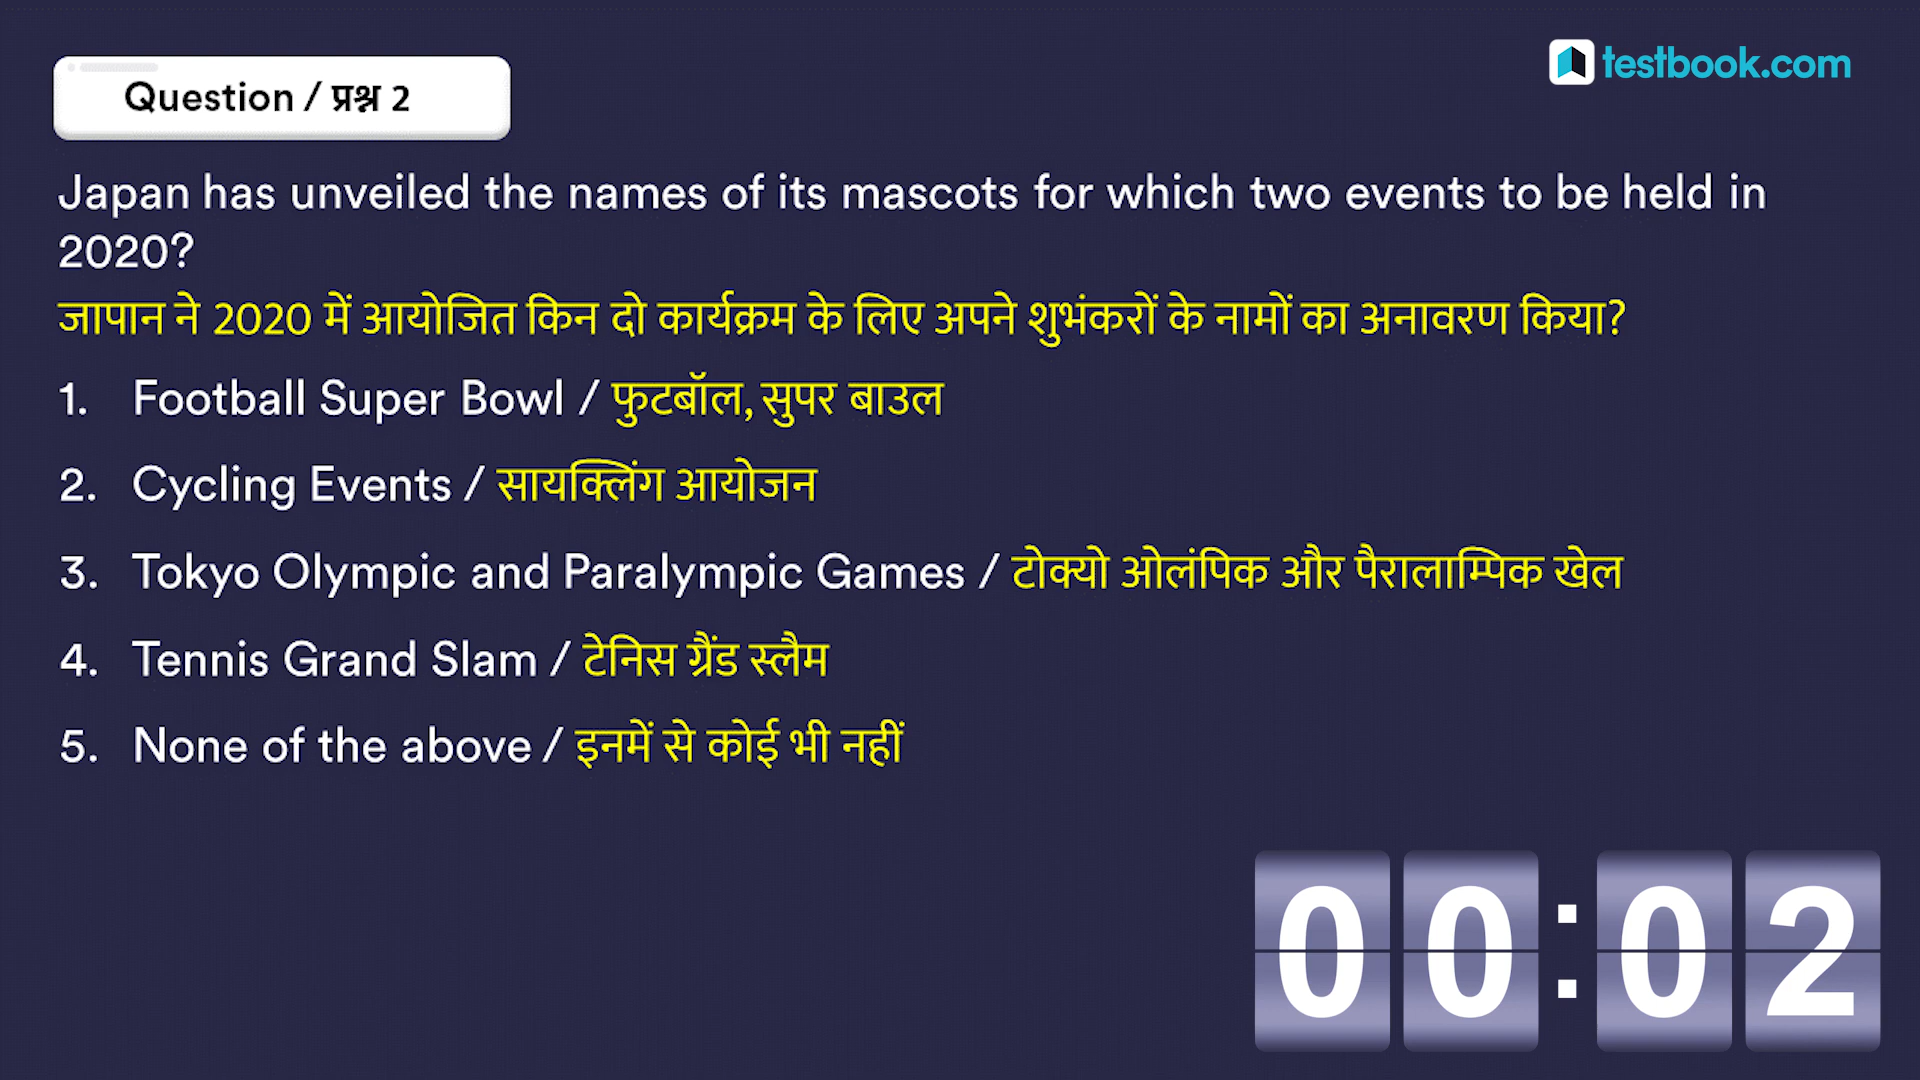 testbook.com
Question / प्रश्न 2
Japan has unveiled the names of its mascots for which two events to be held in
2020?
जापान ने 2020 में आयोजित किन दो कार्यक्रम के लिए अपने शुभंकरों के नामों का अनावरण किया?
1. Football Super Bowl / फुटबॉल, सुपर बाउल
2. Cycling Events / सायक्लिंग आयोजन
3. Tokyo Olympic and Paralympic Games / टोक्यो ओलंपिक और पैरालाम्पिक खेल
4. Tennis Grand Slam / टेनिस ग्रैंड स्लैम
5. None of the above / इनमें से कोई भी नहीं
00:02